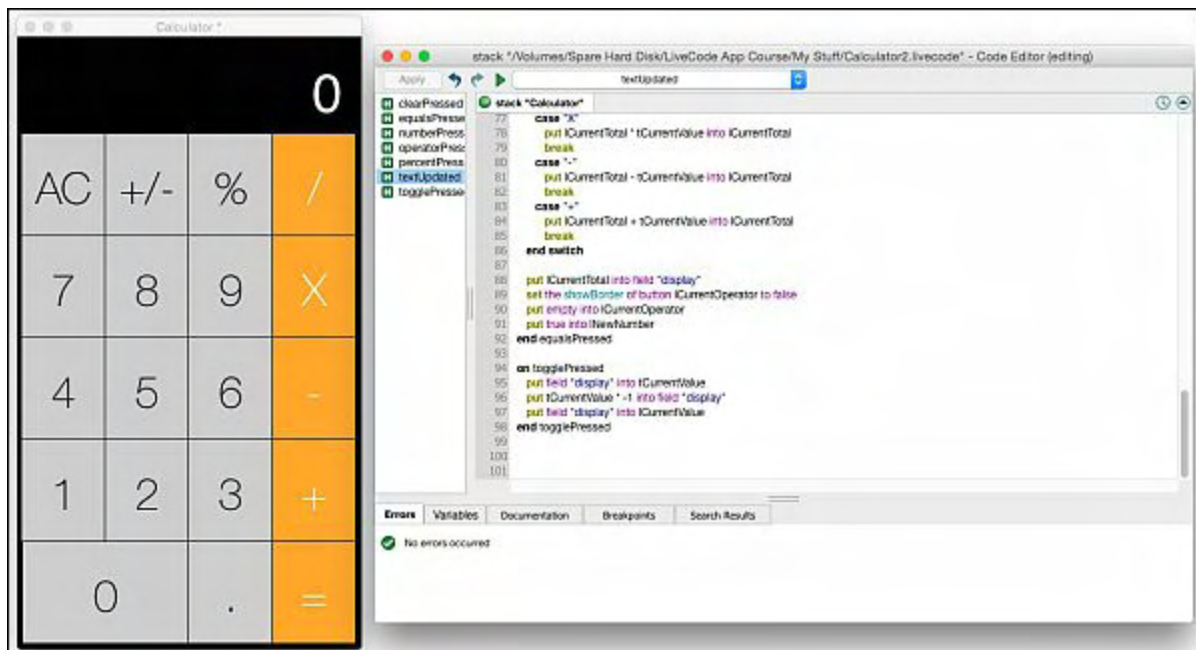 Calculator *
0
AC +/- % /
7 8 9 X
4 5 6 -
1 2 3 +
0 . =
stack "/Volumes/Spare Hard Disk/LiveCode App Course/My Stuff/Calculator2.livecode" - Code Editor (editing)
Apply textUpdated
H clearPressed
H equalsPresse
H numberPress
H operatorPress
H percentPress
H textUpdated
H togglePresse
stack "Calculator"
77 case "X"
78 put lCurrentTotal * tCurrentValue into lCurrentTotal
79 break
80 case "-"
81 put lCurrentTotal - tCurrentValue into lCurrentTotal
82 break
83 case "+"
84 put lCurrentTotal + tCurrentValue into lCurrentTotal
85 break
86 end switch
87
88 put lCurrentTotal into field "display"
89 set the showBorder of button lCurrentOperator to false
90 put empty into lCurrentOperator
91 put true into lNewNumber
92 end equalsPressed
93
94 on togglePressed
95 put field "display" into tCurrentValue
96 put tCurrentValue * -1 into field "display"
97 put field "display" into lCurrentValue
98 end togglePressed
99
100
101
Errors Variables Documentation Breakpoints Search Results
No errors occurred